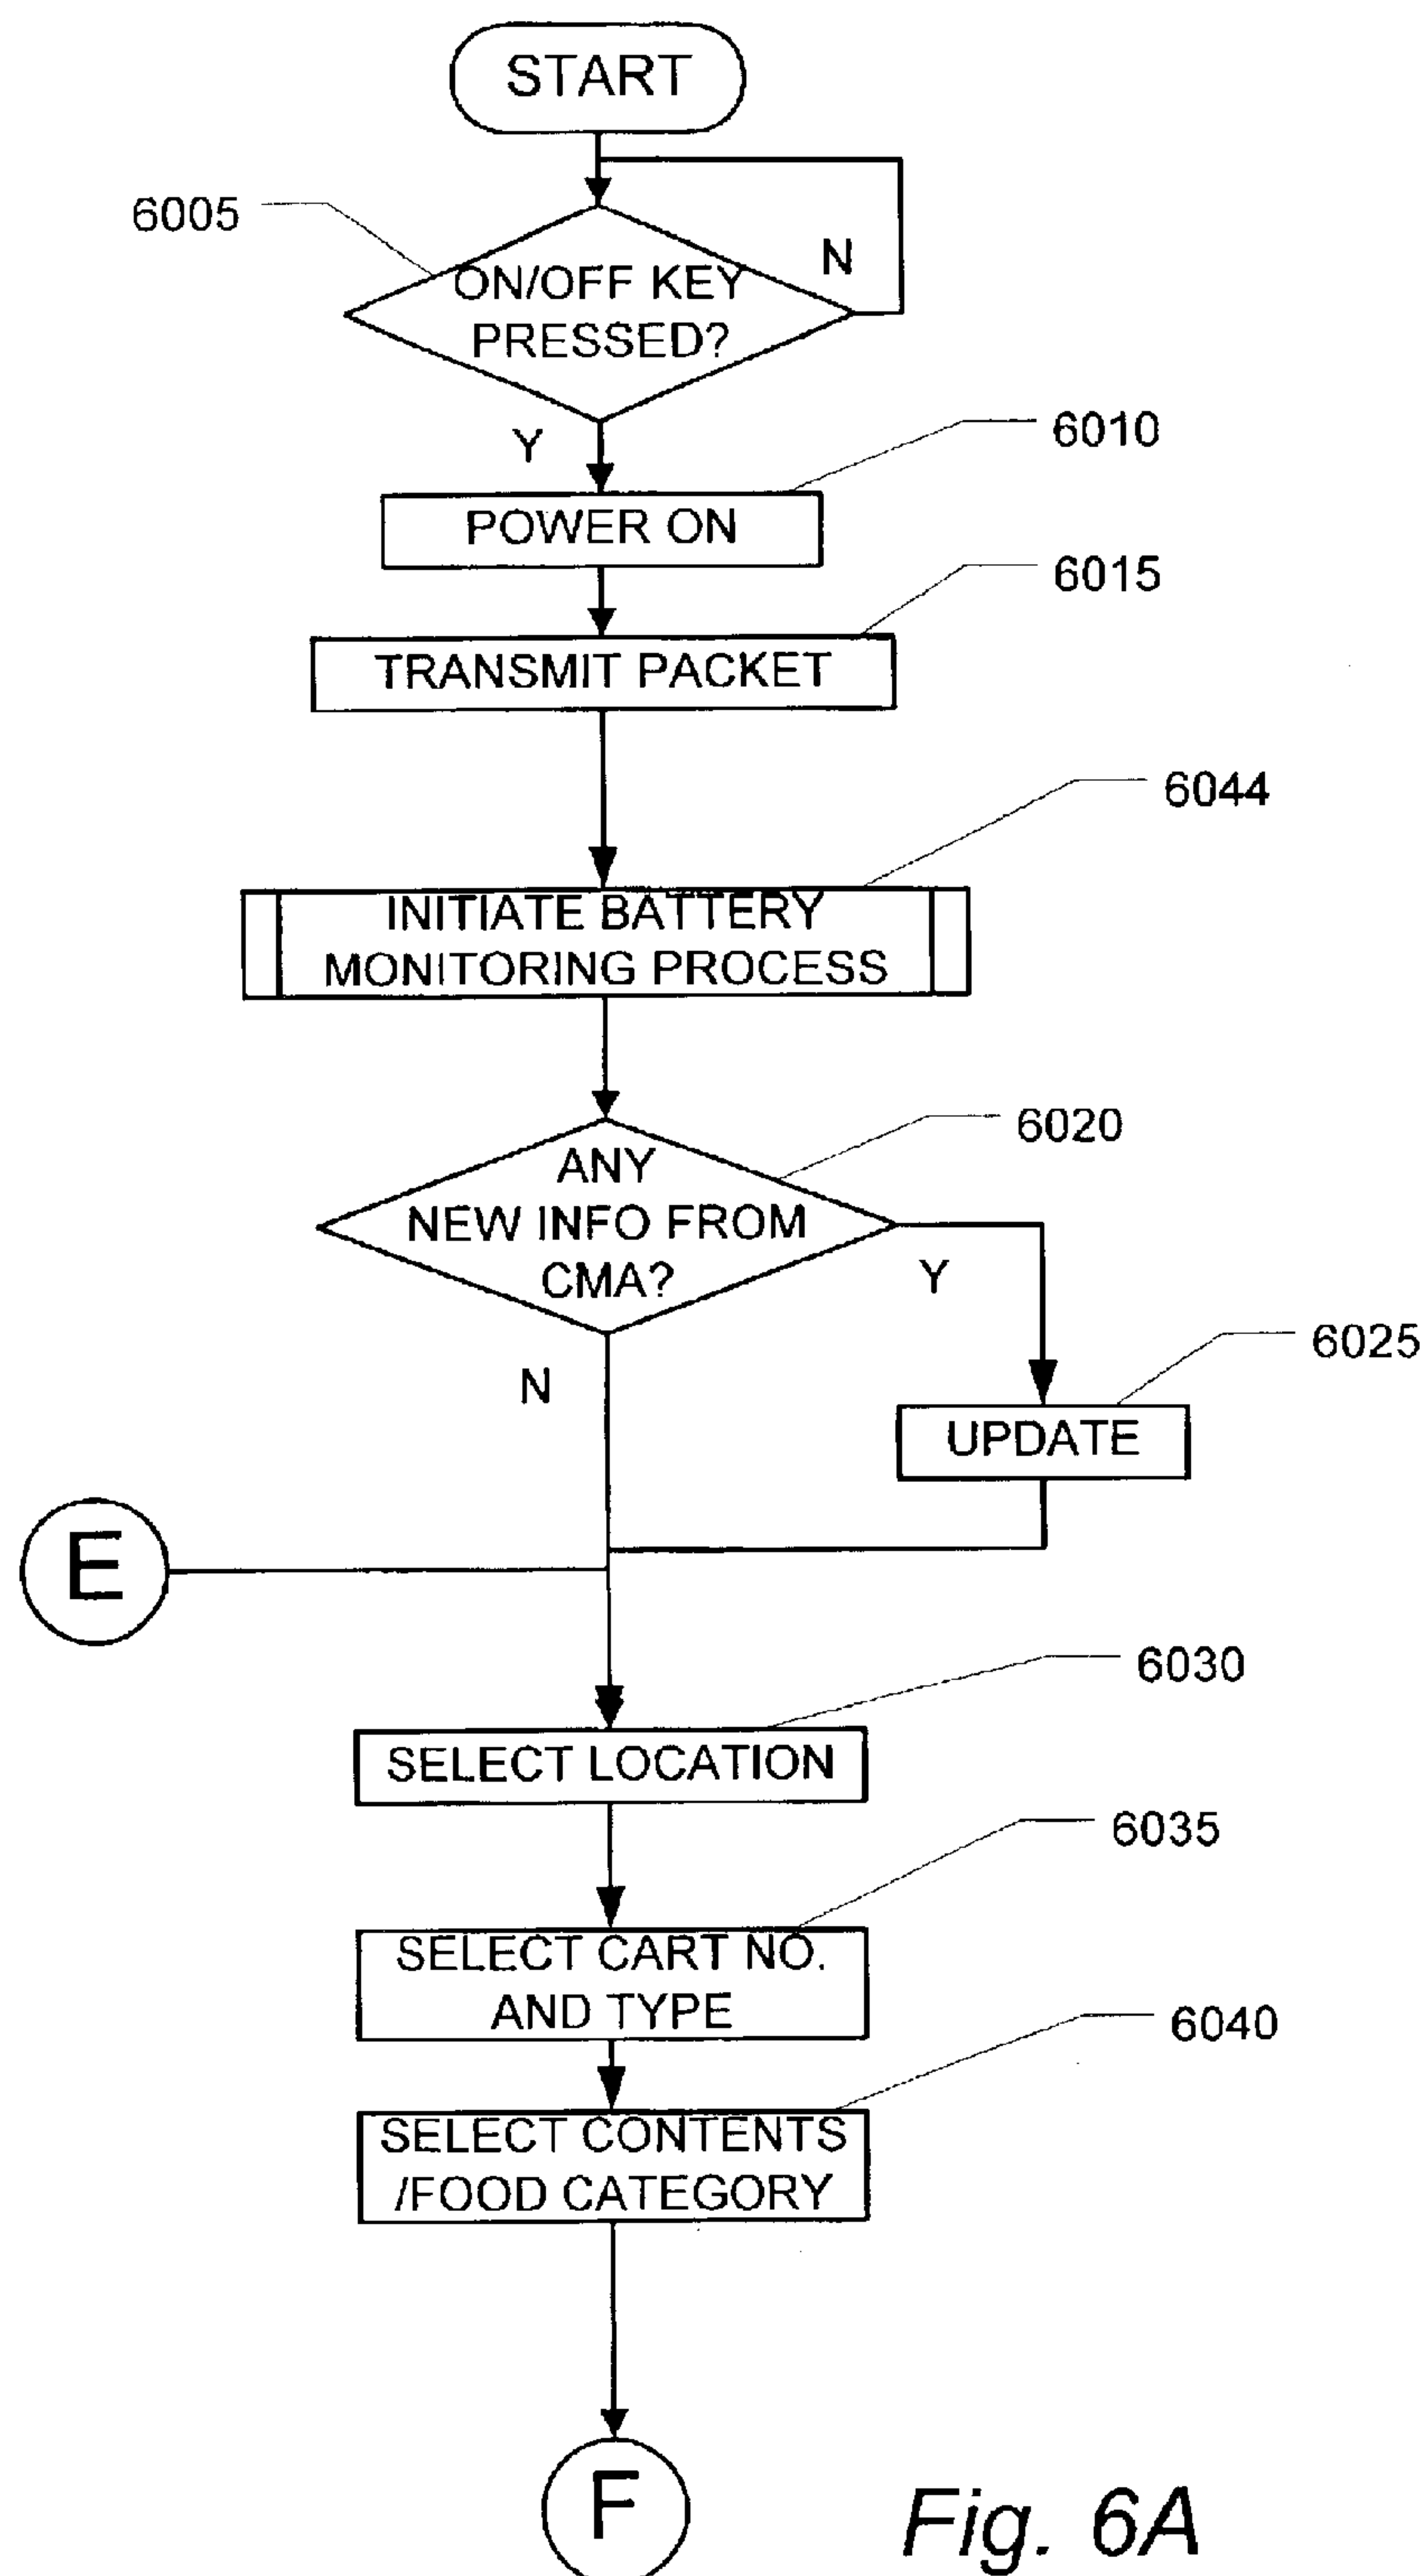 START
6005
ON/OFF KEY
PRESSED?
N
Y
6010
POWER ON
6015
TRANSMIT PACKET
6044
INITIATE BATTERY
MONITORING PROCESS
6020
ANY
NEW INFO FROM
CMA?
Y
N
6025
UPDATE
E
6030
SELECT LOCATION
6035
SELECT CART NO.
AND TYPE
6040
SELECT CONTENTS
/FOOD CATEGORY
F
Fig. 6A